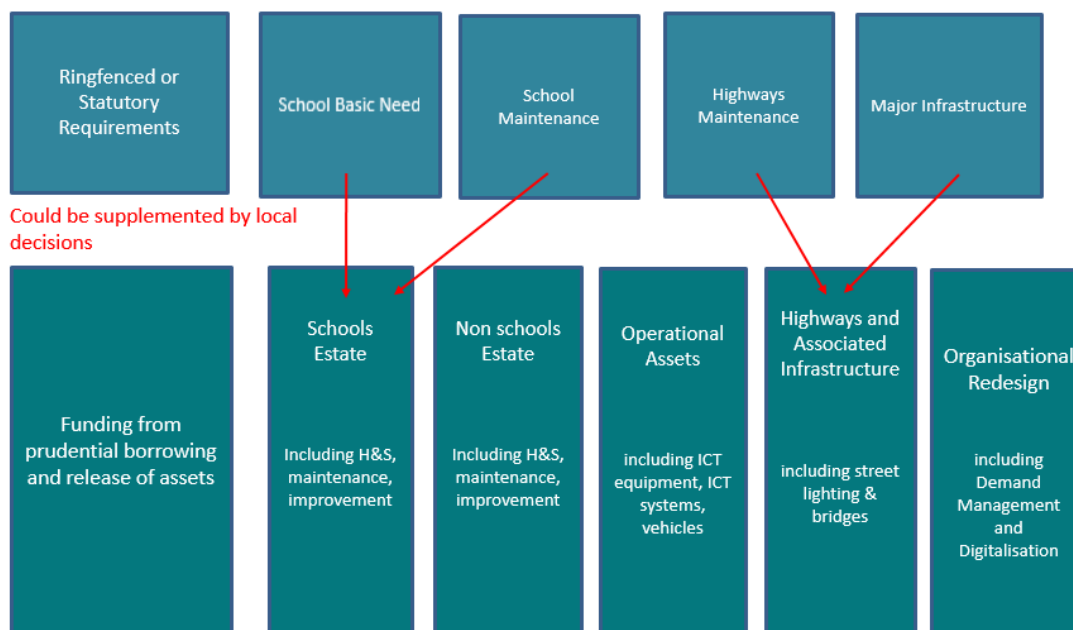 Ringfenced or
Statutory
Requirements
School Basic Need
School
Maintenance
Highways
Maintenance
Major Infrastructure
Could be supplemented by local
decisions
Funding from
prudential borrowing
and release of assets
Schools
Estate
Including H&S,
maintenance,
improvement
Non schools
Estate
Including H&S,
maintenance,
improvement
Operational
Assets
including ICT
equipment, ICT
systems,
vehicles
Highways and
Associated
Infrastructure
including street
lighting &
bridges
Organisational
Redesign
including
Demand
Management
and
Digitalisation